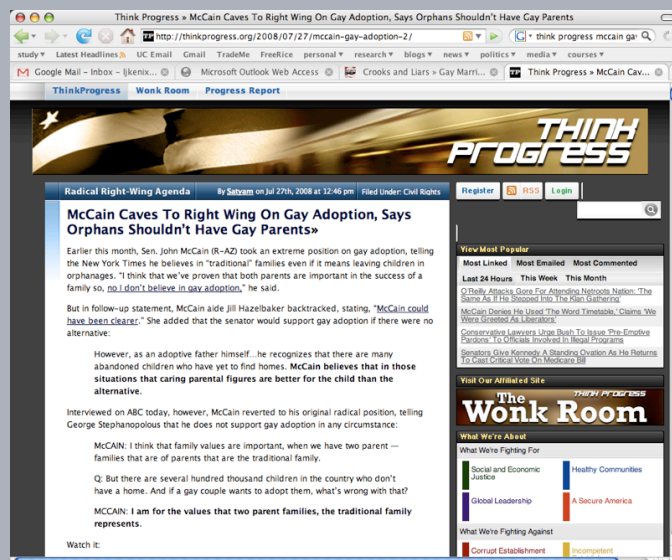 Think Progress » McCain Caves To Right Wing On Gay Adoption, Says Orphans Shouldn't Have Gay Parents
http://thinkprogress.org/2008/07/27/mccain-gay-adoption-2/
think progress mccain ga
study Latest Headlines UC Email Gmail TradeMe FreeRice personal research blogs news politics media courses
Google Mail - Inbox - ljkenix...
Microsoft Outlook Web Access
Crooks and Liars » Gay Marri...
Think Progress » McCain Cav...
ThinkProgress Wonk Room Progress Report
THINK
PROGRESS
Radical Right-Wing Agenda By Satyam on Jul 27th, 2008 at 12:46 pm Filed Under: Civil Rights
McCain Caves To Right Wing On Gay Adoption, Says
Orphans Shouldn't Have Gay Parents»
Earlier this month, Sen. John McCain (R-AZ) took an extreme position on gay adoption, telling
the New York Times he believes in "traditional" families even if it means leaving children in
orphanages. "I think that we've proven that both parents are important in the success of a
family so, no I don't believe in gay adoption," he said.
But in follow-up statement, McCain aide Jill Hazelbaker backtracked, stating, "McCain could
have been clearer." She added that the senator would support gay adoption if there were no
alternative:
However, as an adoptive father himself...he recognizes that there are many
abandoned children who have yet to find homes. McCain believes that in those
situations that caring parental figures are better for the child than the
alternative.
Interviewed on ABC today, however, McCain reverted to his original radical position, telling
George Stephanopolous that he does not support gay adoption in any circumstance:
McCAIN: I think that family values are important, when we have two parent —
families that are of parents that are the traditional family.
Q: But there are several hundred thousand children in the country who don't
have a home. And if a gay couple wants to adopt them, what's wrong with that?
MCCAIN: I am for the values that two parent families, the traditional family
represents.
Watch it:
Register RSS Login
View Most Popular
Most Linked Most Emailed Most Commented
Last 24 Hours This Week This Month
O'Reilly Attacks Gore For Attending Netroots Nation: 'The
Same As If He Stepped Into The Klan Gathering'
McCain Denies He Used 'The Word Timetable,' Claims 'We
Were Greeted As Liberators'
Conservative Lawyers Urge Bush To Issue 'Pre-Emptive
Pardons' To Officials Involved In Illegal Programs
Senators Give Kennedy A Standing Ovation As He Returns
To Cast Critical Vote On Medicare Bill
Visit Our Affiliated Site
THINK PROGRESS
The
Wonk Room
What We're About
What We're Fighting For
Social and Economic
Justice
Healthy Communities
Global Leadership
A Secure America
What We're Fighting Against
Corrupt Establishment
Incompetent